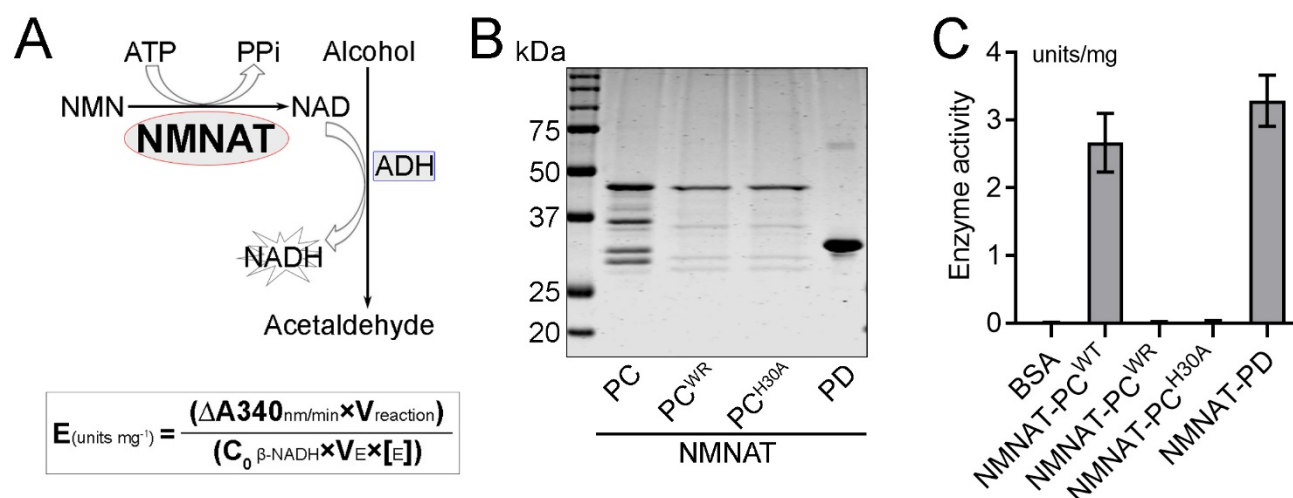 A
ATP PPi Alcohol
NMN NAD
NMNAT
ADH
NADH
Acetaldehyde
E(units mg⁻¹) = (ΔA340nm/min×Vreaction)
(C₀ β-NADH×VE×[E])
B
kDa
75
50
37
25
20
PC PCWR PCH30A PD
NMNAT
C
units/mg
Enzyme activity
4
3
2
1
0
BSA
NMNAT-PCWT
NMNAT-PCWR
NMNAT-PCH30A
NMNAT-PD